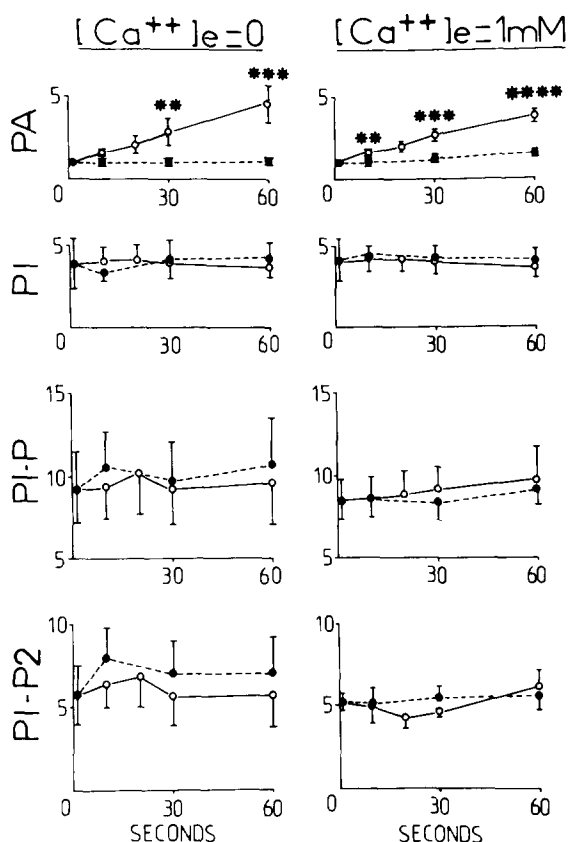 [Ca++]e=0 [Ca++]e=1mM
** *** ** *** ****
PA 5 5
0 30 60 0 30 60
PI 5 5
0 30 60 0 30 60
15 15
PI-P 10 10
5 5
0 30 60 0 30 60
10 10
PI-P2 5 5
0 30 60 0 30 60
SECONDS SECONDS